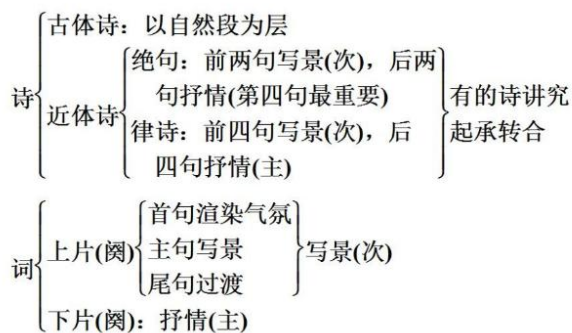 诗
古体诗：以自然段为层
近体诗
绝句：前两句写景(次)，后两
句抒情(第四句最重要)
律诗：前四句写景(次)，后
四句抒情(主)
有的诗讲究
起承转合
词
上片(阕)
首句渲染气氛
主句写景
尾句过渡
写景(次)
下片(阕)：抒情(主)